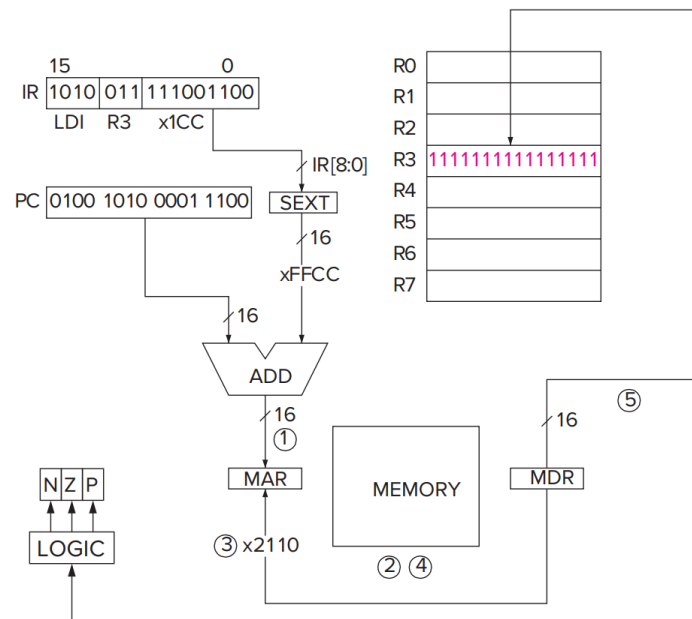 15 0
IR 1010 011 111001100
LDI R3 x1CC
IR[8:0]
PC 0100 1010 0001 1100
SEXT
16
xFFCC
16
ADD
16
①
MAR
③ x2110
N Z P
LOGIC
MEMORY
② ④
R0
R1
R2
R3 1111111111111111
R4
R5
R6
R7
⑤
16
MDR